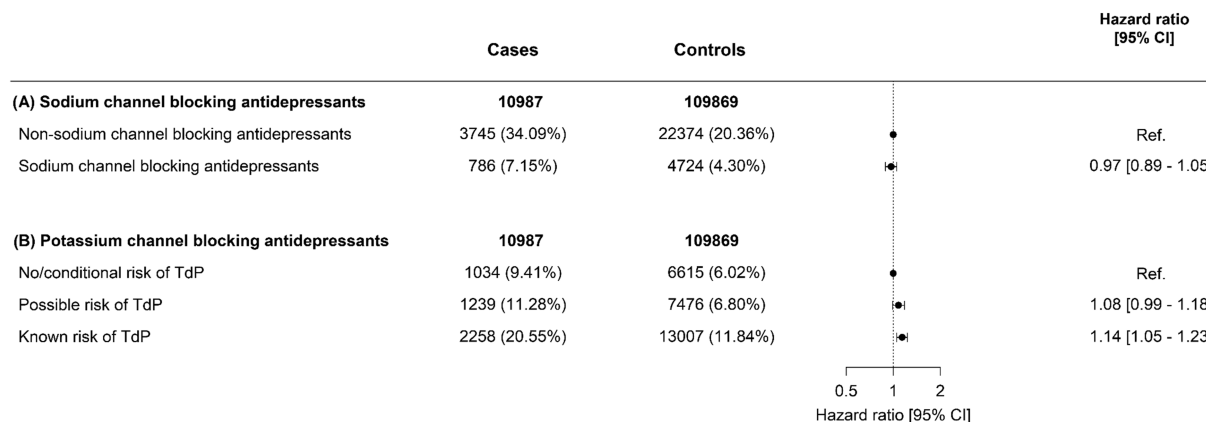 Hazard ratio
[95% CI]
Cases Controls
(A) Sodium channel blocking antidepressants 10987 109869
Non-sodium channel blocking antidepressants 3745 (34.09%) 22374 (20.36%) Ref.
Sodium channel blocking antidepressants 786 (7.15%) 4724 (4.30%) 0.97 [0.89 - 1.05
(B) Potassium channel blocking antidepressants 10987 109869
No/conditional risk of TdP 1034 (9.41%) 6615 (6.02%) Ref.
Possible risk of TdP 1239 (11.28%) 7476 (6.80%) 1.08 [0.99 - 1.18
Known risk of TdP 2258 (20.55%) 13007 (11.84%) 1.14 [1.05 - 1.23
0.5 1 2
Hazard ratio [95% CI]